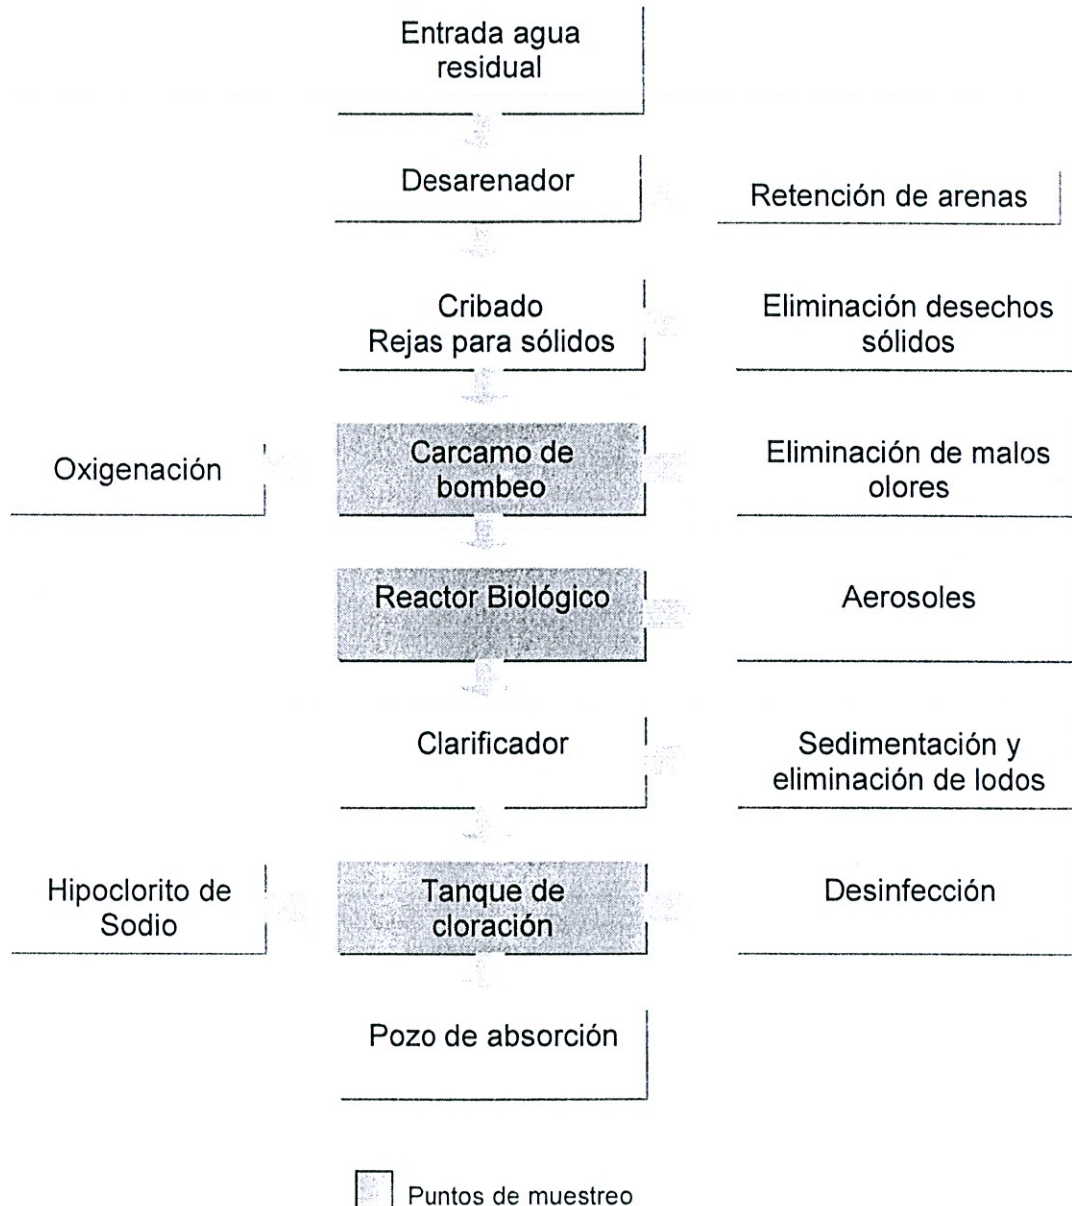 Entrada agua
residual
Desarenador
Retención de arenas
Cribado
Rejas para sólidos
Eliminación desechos
sólidos
Oxigenación
Carcamo de
bombeo
Eliminación de malos
olores
Reactor Biológico
Aerosoles
Clarificador
Sedimentación y
eliminación de lodos
Hipoclorito de
Sodio
Tanque de
cloración
Desinfección
Pozo de absorción
Puntos de muestreo